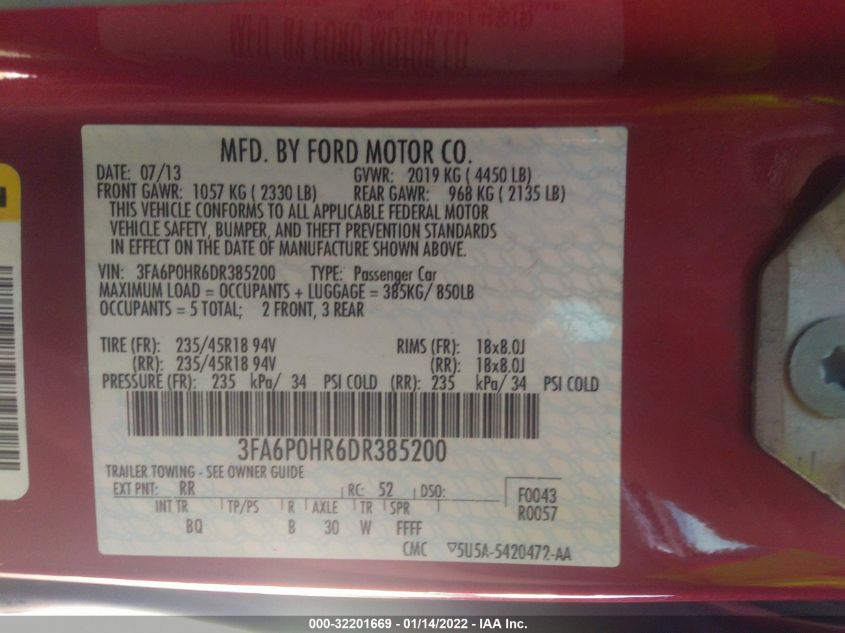 MFD. BY FORD MOTOR CO.
DATE: 07/13 GVWR: 2019 KG ( 4450 LB)
FRONT GAWR: 1057 KG ( 2330 LB) REAR GAWR: 968 KG ( 2135 LB)
THIS VEHICLE CONFORMS TO ALL APPLICABLE FEDERAL MOTOR
VEHICLE SAFETY, BUMPER, AND THEFT PREVENTION STANDARDS
IN EFFECT ON THE DATE OF MANUFACTURE SHOWN ABOVE.
VIN: 3FA6P0HR6DR385200 TYPE: Passenger Car
MAXIMUM LOAD = OCCUPANTS + LUGGAGE = 385KG/ 850LB
OCCUPANTS = 5 TOTAL; 2 FRONT, 3 REAR
TIRE (FR): 235/45R18 94V RIMS (FR): 18x8.0J
(RR): 235/45R18 94V (RR): 18x8.0J
PRESSURE (FR): 235 kPa/ 34 PSI COLD (RR): 235 kPa/ 34 PSI COLD
3FA6P0HR6DR385200
TRAILER TOWING - SEE OWNER GUIDE
EXT PNT: RR RC: 52 DSO: F0043
INT TR TP/PS R AXLE TR SPR R0057
BQ B 30 W FFFF
CMC ▽5U5A-5420472-AA
000-32201669 - 01/14/2022 - IAA Inc.